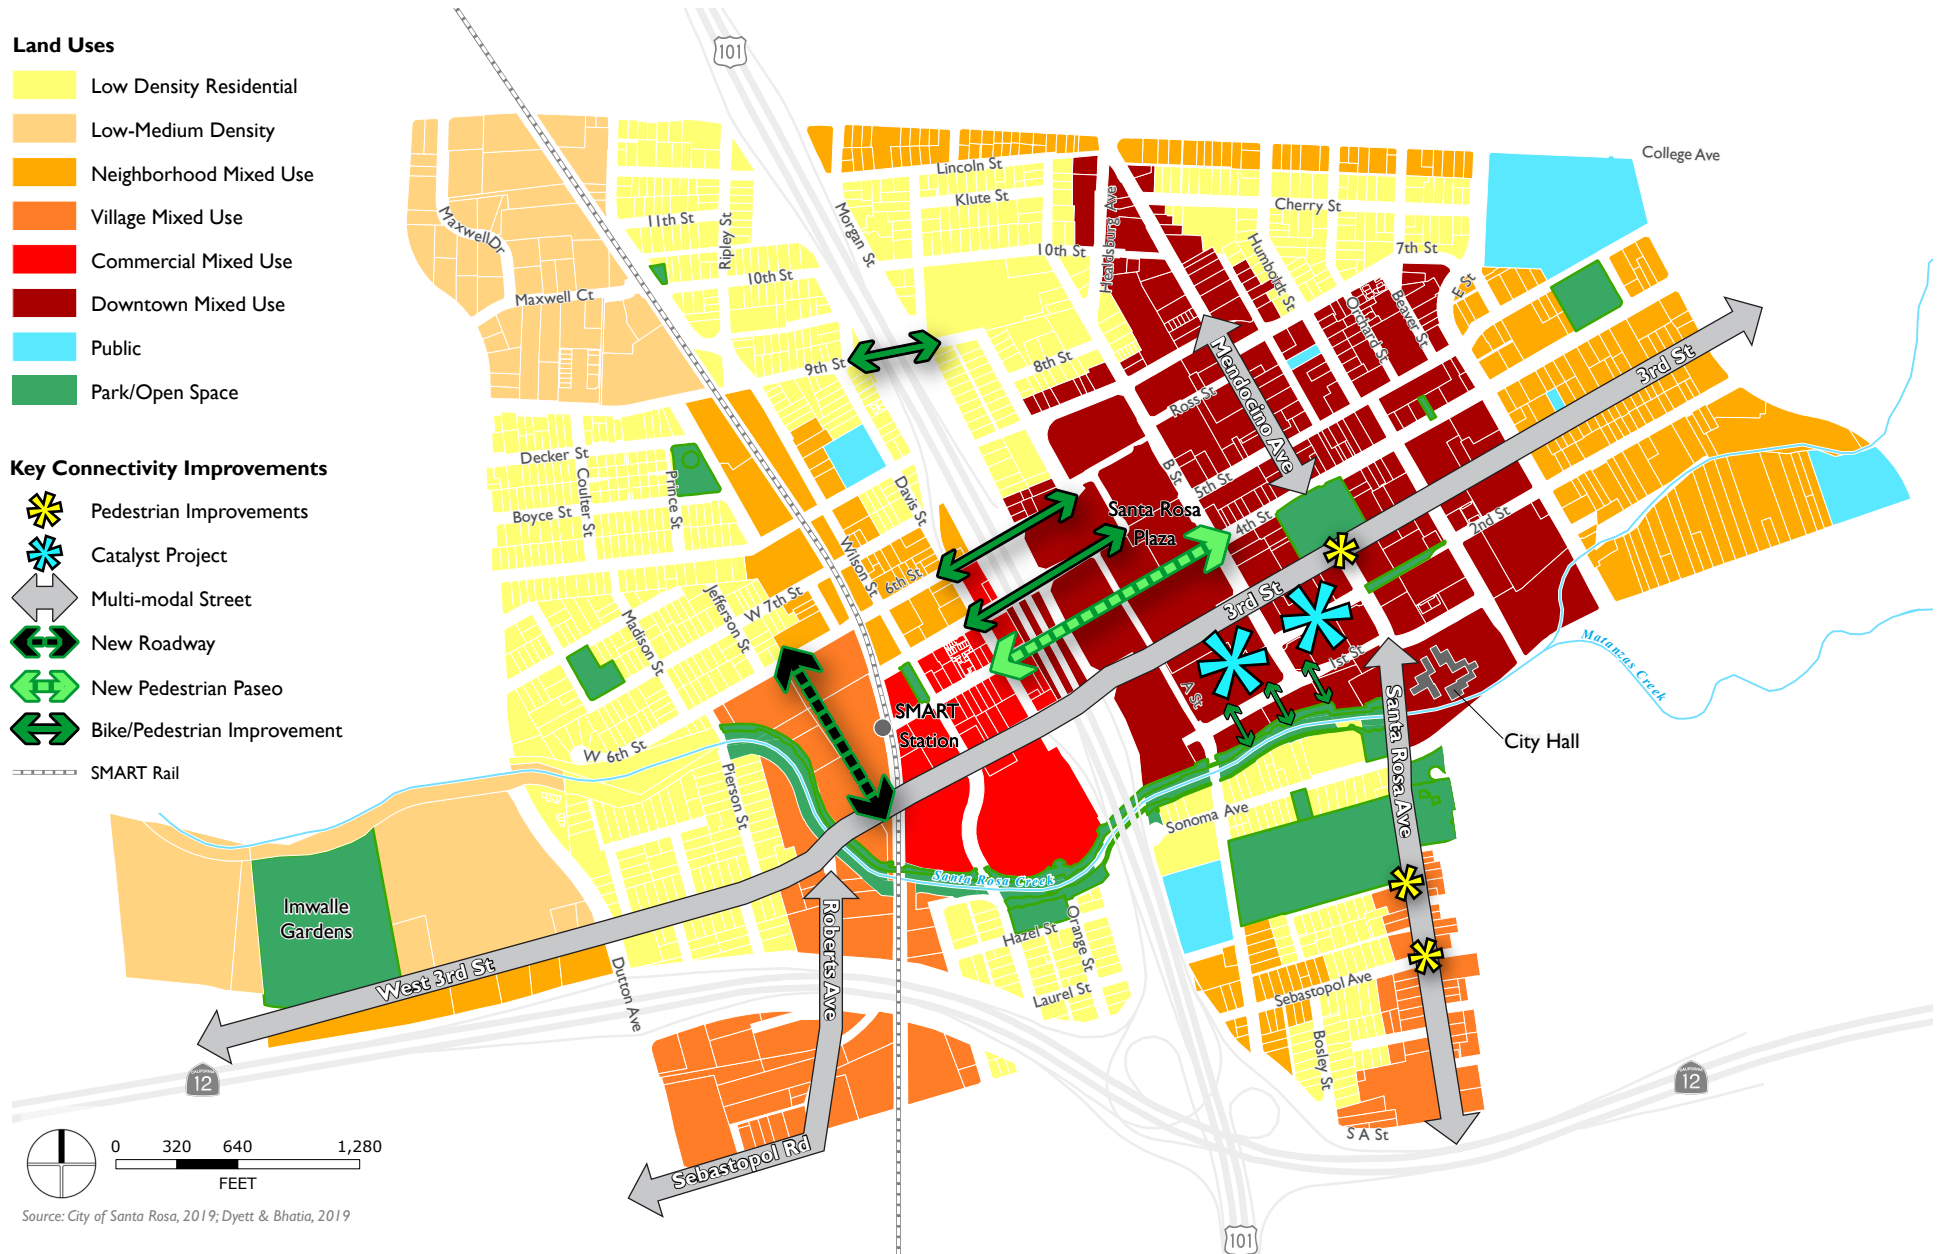 Land Uses
Low Density Residential
Low-Medium Density
Neighborhood Mixed Use
Village Mixed Use
Commercial Mixed Use
Downtown Mixed Use
Public
Park/Open Space
Key Connectivity Improvements
Pedestrian Improvements
Catalyst Project
Multi-modal Street
New Roadway
New Pedestrian Paseo
Bike/Pedestrian Improvement
SMART Rail
101
College Ave
Lincoln St
Klute St
Cherry St
11th St
Ripley St
Morgan St
Healdsburg Ave
Humboldt St
7th St
Maxwell Dr
10th St
10th St
Maxwell Ct
E St
Orchard St
Beaver St
Mendocino Ave
3rd St
9th St
8th St
Ross St
Decker St
Coulter St
Prince St
Boyce St
Davis St
B St
5th St
4th St
2nd St
Santa Rosa
Plaza
Wilson St
6th St
W 7th St
Jefferson St
Madison St
3rd St
1st St
A St
Matanzas Creek
SMART
Station
W 6th St
Pierson St
City Hall
Santa Rosa Ave
Sonoma Ave
Santa Rosa Creek
Imwalle
Gardens
Roberts Ave
Hazel St
Orange St
West 3rd St
Dutton Ave
Laurel St
Sebastopol Ave
Bosley St
CALIFORNIA
12
CALIFORNIA
12
S A St
Sebastopol Rd
0 320 640 1,280
FEET
Source: City of Santa Rosa, 2019; Dyett & Bhatia, 2019
101